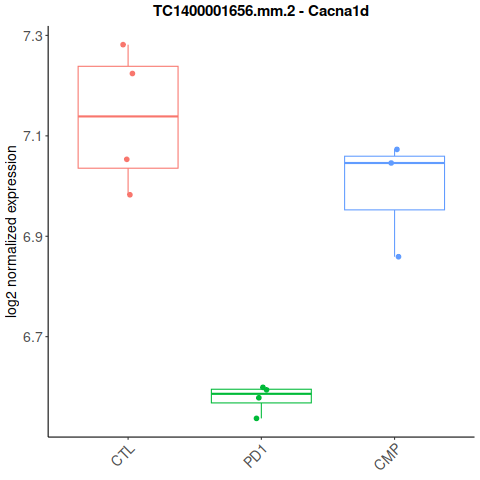 TC1400001656.mm.2 - Cacna1d
log2 normalized expression
7.3
7.1
6.9
6.7
CTL
PD1
CMP